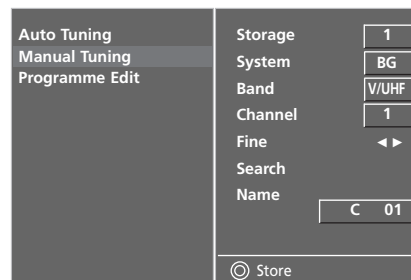 Auto Tuning
Manual Tuning
Programme Edit
Storage 1
System BG
Band V/UHF
Channel 1
Fine ◄ ►
Search
Name
C 01
Store